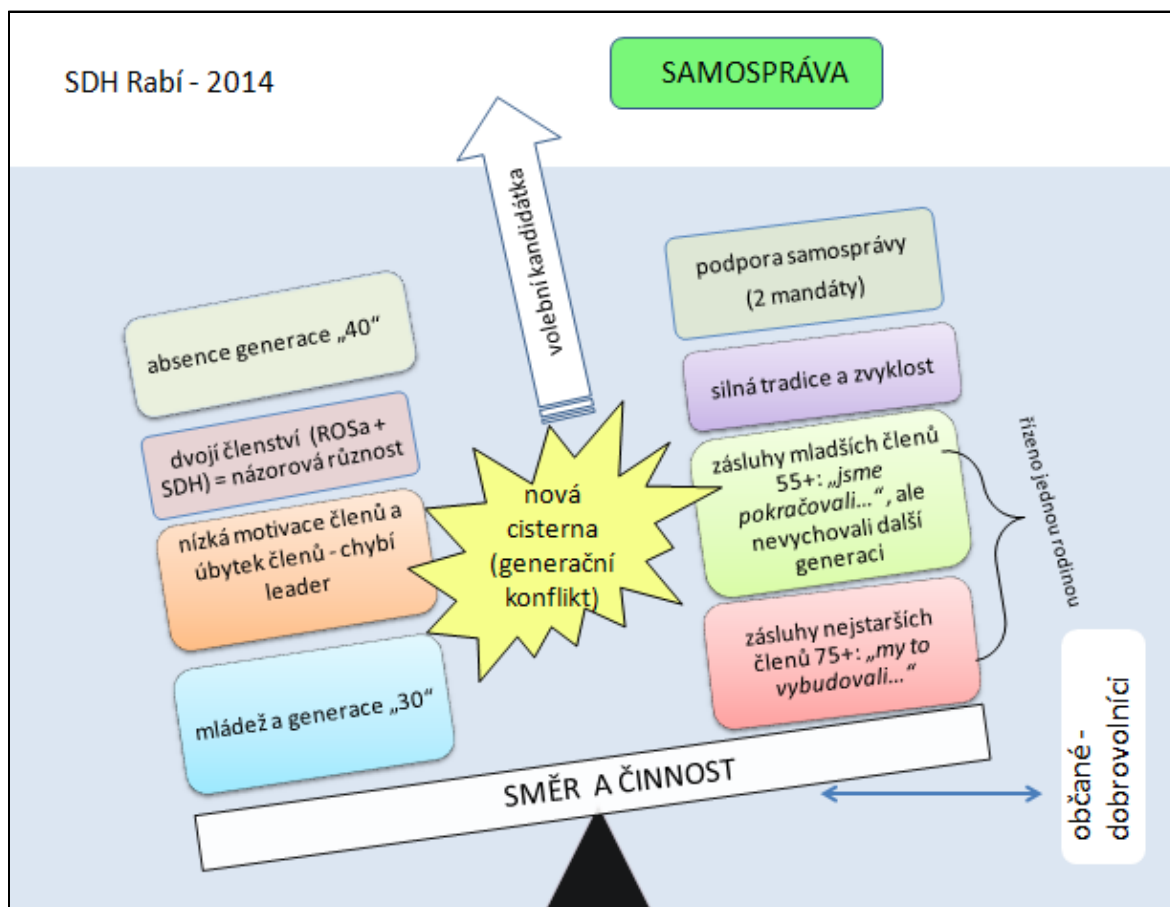 SDH Rabí - 2014
SAMOSPRÁVA
volební kandidátka
absence generace „40“
dvojí členství (ROSa +
SDH) = názorová různost
nízká motivace členů a
úbytek členů - chybí
leader
mládež a generace „30“
nová
cisterna
(generační
konflikt)
podpora samosprávy
(2 mandáty)
silná tradice a zvyklost
zásluhy mladších členů
55+: „jsme
pokračovali...“, ale
nevychovali další
generaci
zásluhy nejstarších
členů 75+: „my to
vybudovali...“
řízeno jednou rodinou
SMĚR A ČINNOST
občané -
dobrovolníci